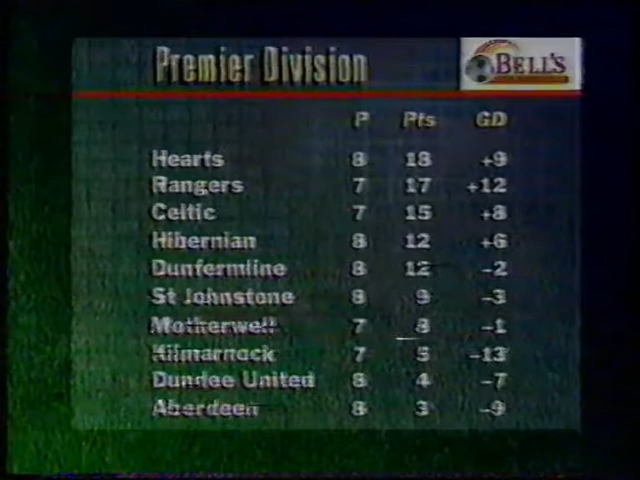 Premier Division BELL'S
P Pts GD
Hearts 8 18 +9
Rangers 7 17 +12
Celtic 7 15 +8
Hibernian 8 12 +6
Dunfermline 8 12 -2
St Johnstone 8 9 -3
Motherwell 7 8 -1
Kilmarnock 7 5 -13
Dundee United 8 4 -7
Aberdeen 8 3 -9